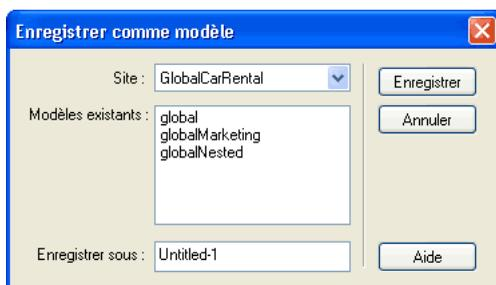 Enregistrer comme modèle
Site : GlobalCarRental
Enregistrer
Modèles existants : global
globalMarketing
globalNested
Annuler
Enregistrer sous : Untitled-1
Aide